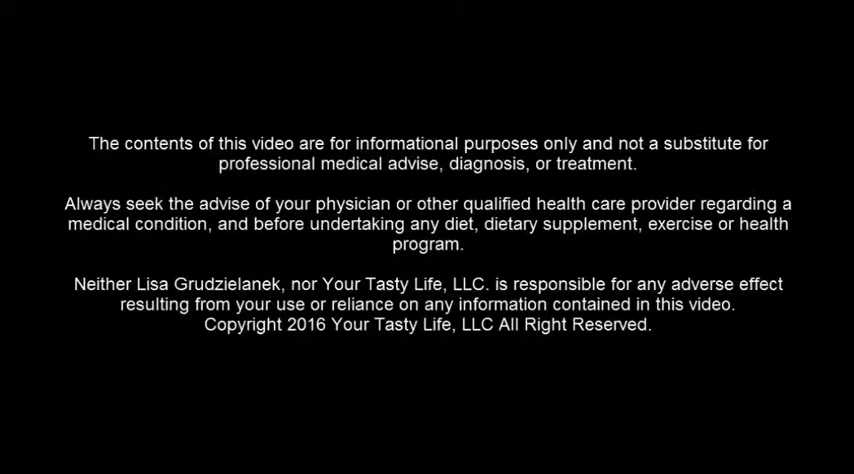 The contents of this video are for informational purposes only and not a substitute for
professional medical advise, diagnosis, or treatment.
Always seek the advise of your physician or other qualified health care provider regarding a
medical condition, and before undertaking any diet, dietary supplement, exercise or health
program.
Neither Lisa Grudzielanek, nor Your Tasty Life, LLC. is responsible for any adverse effect
resulting from your use or reliance on any information contained in this video.
Copyright 2016 Your Tasty Life, LLC All Right Reserved.